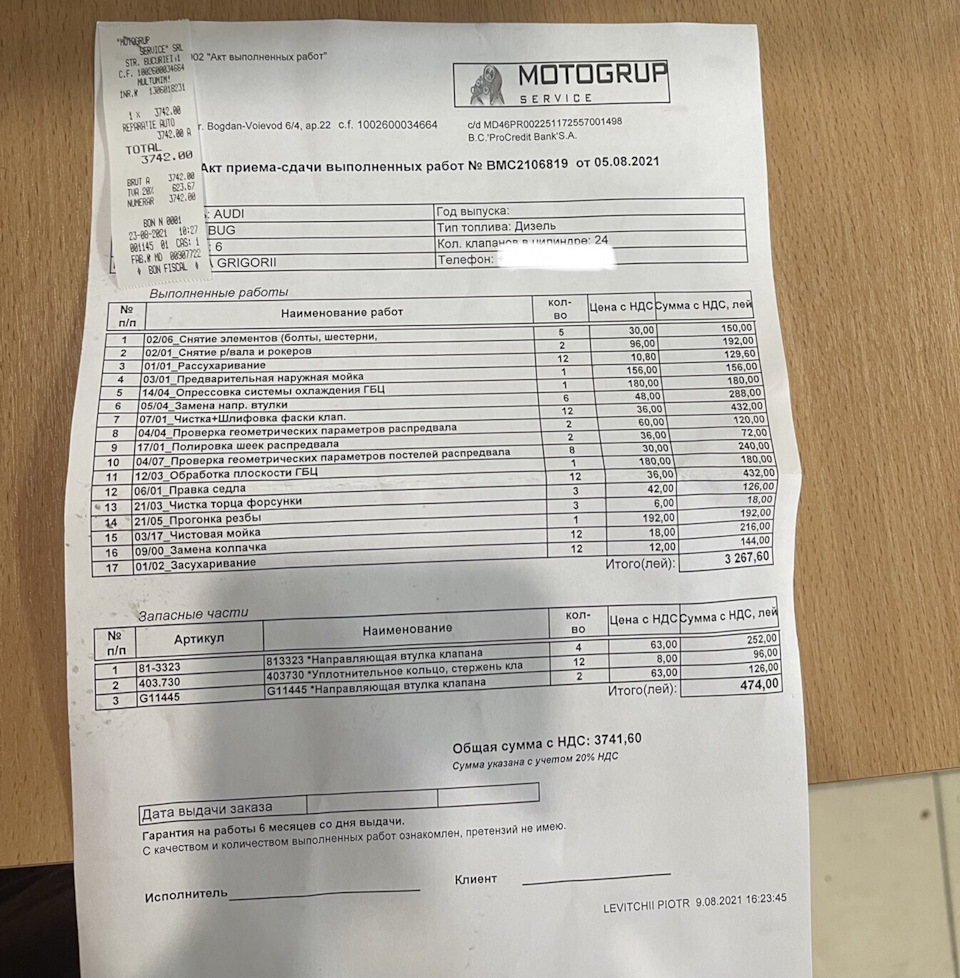 "MOTOGRUP
SERVICE" SRL
STR. BUCURIEI 1
C.F. 1002600034664
MULTUMIM!
INR.# 1306018231
1 X 3742.00
REPARATIE AUTO
3742.00 A
TOTAL
3742.00
BRUT A 3742.00
TVA 20% 623.67
NUMERAR 3742.00
BON N 0001
23-08-2021 10:27
001145 01 CAS: 1
FAB.# MD 00307722
BON FISCAL
02 "Акт выполненных работ"
MOTOGRUP
SERVICE
r. Bogdan-Voievod 6/4, ap.22 c.f. 1002600034664
c/d MD46PR002251172557001498
B.C.'ProCredit Bank'S.A.
Акт приема-сдачи выполненных работ № BMC2106819 от 05.08.2021
: AUDI Год выпуска:
BUG Тип топлива: Дизель
: 6 Кол. клапанов в цилиндре: 24
GRIGORII Телефон:
Выполненные работы
№ п/п Наименование работ кол-во Цена с НДС Сумма с НДС, лей
1 02/06_Снятие элементов (болты, шестерни, 5 30,00 150,00
2 02/01_Снятие р/вала и рокеров 2 96,00 192,00
3 01/01_Рассухаривание 12 10,80 129,60
4 03/01_Предварительная наружная мойка 1 156,00 156,00
5 14/04_Опрессовка системы охлаждения ГБЦ 1 180,00 180,00
6 05/04_Замена напр. втулки 6 48,00 288,00
7 07/01_Чистка+Шлифовка фаски клап. 12 36,00 432,00
8 04/04_Проверка геометрических параметров распредвала 2 60,00 120,00
9 17/01_Полировка шеек распредвала 2 36,00 72,00
10 04/07_Проверка геометрических параметров постелей распредвала 8 30,00 240,00
11 12/03_Обработка плоскости ГБЦ 1 180,00 180,00
12 06/01_Правка седла 12 36,00 432,00
13 21/03_Чистка торца форсунки 3 42,00 126,00
14 21/05_Прогонка резбы 3 6,00 18,00
15 03/17_Чистовая мойка 1 192,00 192,00
16 09/00_Замена колпачка 12 18,00 216,00
17 01/02_Засухаривание 12 12,00 144,00
Итого(лей): 3 267,60
Запасные части
№ п/п Артикул Наименование кол-во Цена с НДС Сумма с НДС, лей
1 81-3323 813323 *Направляющая втулка клапана 4 63,00 252,00
2 403.730 403730 *Уплотнительное кольцо, стержень кла 12 8,00 96,00
3 G11445 G11445 *Направляющая втулка клапана 2 63,00 126,00
Итого(лей): 474,00
Общая сумма с НДС: 3741,60
Сумма указана с учетом 20% НДС
Дата выдачи заказа
Гарантия на работы 6 месяцев со дня выдачи.
С качеством и количеством выполненных работ ознакомлен, претензий не имею.
Исполнитель
Клиент
LEVITCHII PIOTR 9.08.2021 16:23:45